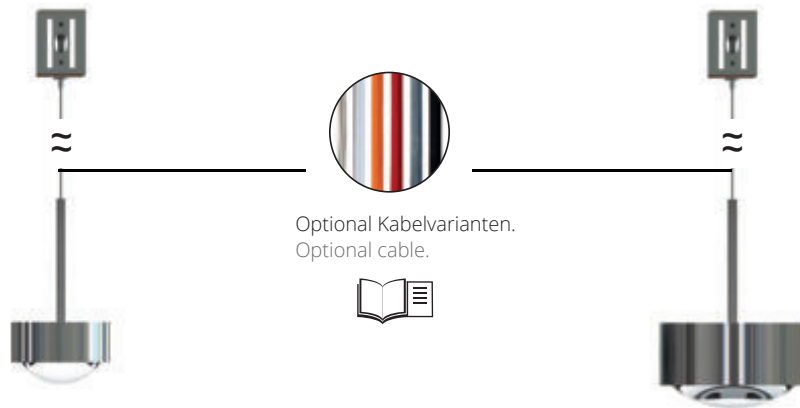 ≈ ≈
Optional Kabelvarianten.
Optional cable.